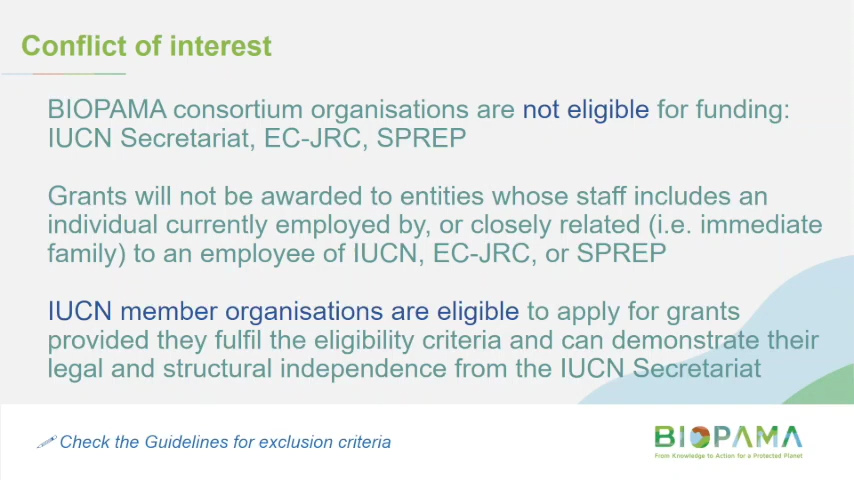 Conflict of interest
BIOPAMA consortium organisations are not eligible for funding:
IUCN Secretariat, EC-JRC, SPREP
Grants will not be awarded to entities whose staff includes an
individual currently employed by, or closely related (i.e. immediate
family) to an employee of IUCN, EC-JRC, or SPREP
IUCN member organisations are eligible to apply for grants
provided they fulfil the eligibility criteria and can demonstrate their
legal and structural independence from the IUCN Secretariat
Check the Guidelines for exclusion criteria
BIOPAMA
From Knowledge to Action for a Protected Planet